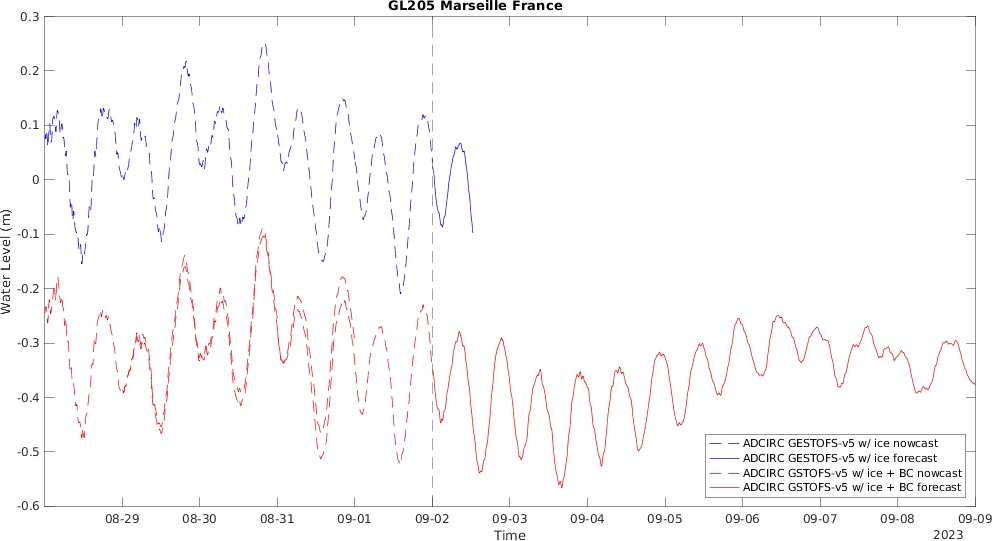 GL205 Marseille France
0.3
0.2
0.1
0
-0.1
-0.2
-0.3
-0.4
-0.5
-0.6
Water Level (m)
ADCIRC GESTOFS-v5 w/ ice nowcast
ADCIRC GESTOFS-v5 w/ ice forecast
ADCIRC GSTOFS-v5 w/ ice + BC nowcast
ADCIRC GSTOFS-v5 w/ ice + BC forecast
08-29 08-30 08-31 09-01 09-02 09-03 09-04 09-05 09-06 09-07 09-08 09-09
Time
2023